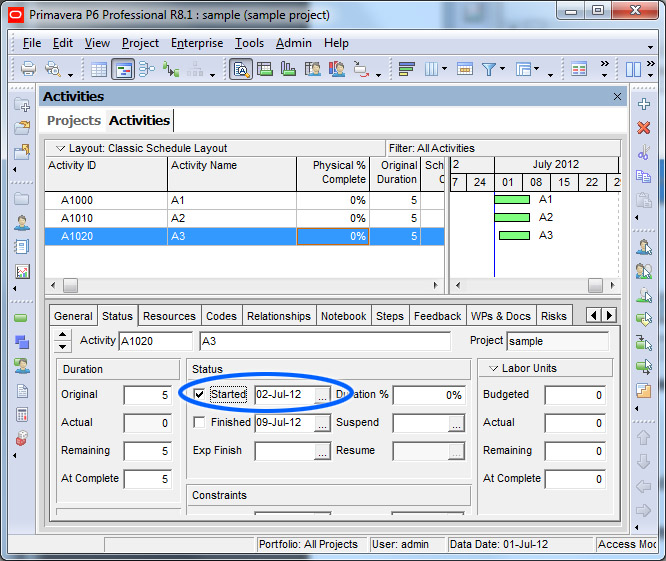 Primavera P6 Professional R8.1 : sample (sample project)
File Edit View Project Enterprise Tools Admin Help
Activities
Projects Activities
Layout: Classic Schedule Layout Filter: All Activities
Activity ID Activity Name Physical % Complete Original Duration 2 July 2012
17 24 01 08 15 22
A1000 A1 0% 5 A1
A1010 A2 0% 5 A2
A1020 A3 0% 5 A3
General Status Resources Codes Relationships Notebook Steps Feedback WPs & Docs Risks
Activity A1020 A3 Project sample
Duration Status Labor Units
Original 5 Started 02-Jul-12 ... Duration % 0% Budgeted 0
Actual 0 Finished 09-Jul-12 ... Suspend ... Actual 0
Remaining 5 Exp Finish ... Resume ... Remaining 0
At Complete 5 At Complete 0
Constraints
Portfolio: All Projects User: admin Data Date: 01-Jul-12 Access Moc